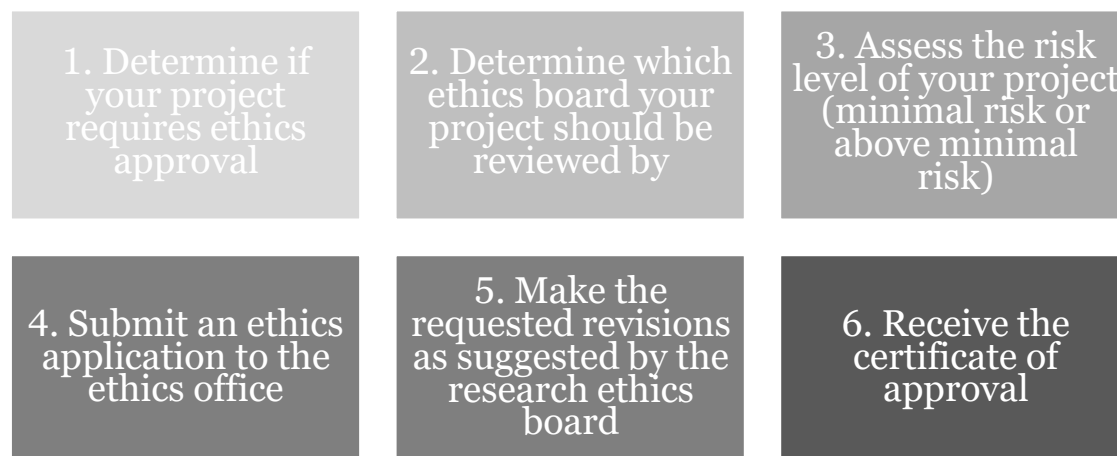 1. Determine if
your project
requires ethics
approval
2. Determine which
ethics board your
project should be
reviewed by
3. Assess the risk
level of your project
(minimal risk or
above minimal
risk)
4. Submit an ethics
application to the
ethics office
5. Make the
requested revisions
as suggested by the
research ethics
board
6. Receive the
certificate of
approval